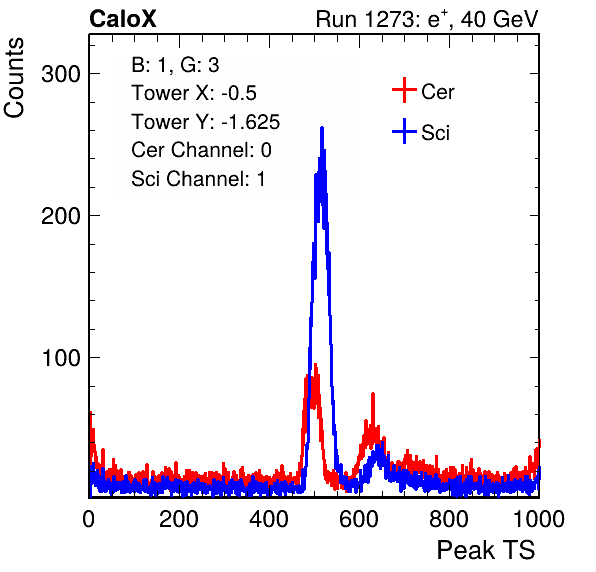 CaloX Run 1273: e⁺, 40 GeV
Counts
B: 1, G: 3
Tower X: -0.5
Tower Y: -1.625
Cer Channel: 0
Sci Channel: 1
Cer
Sci
300
200
100
0 200 400 600 800 1000
Peak TS